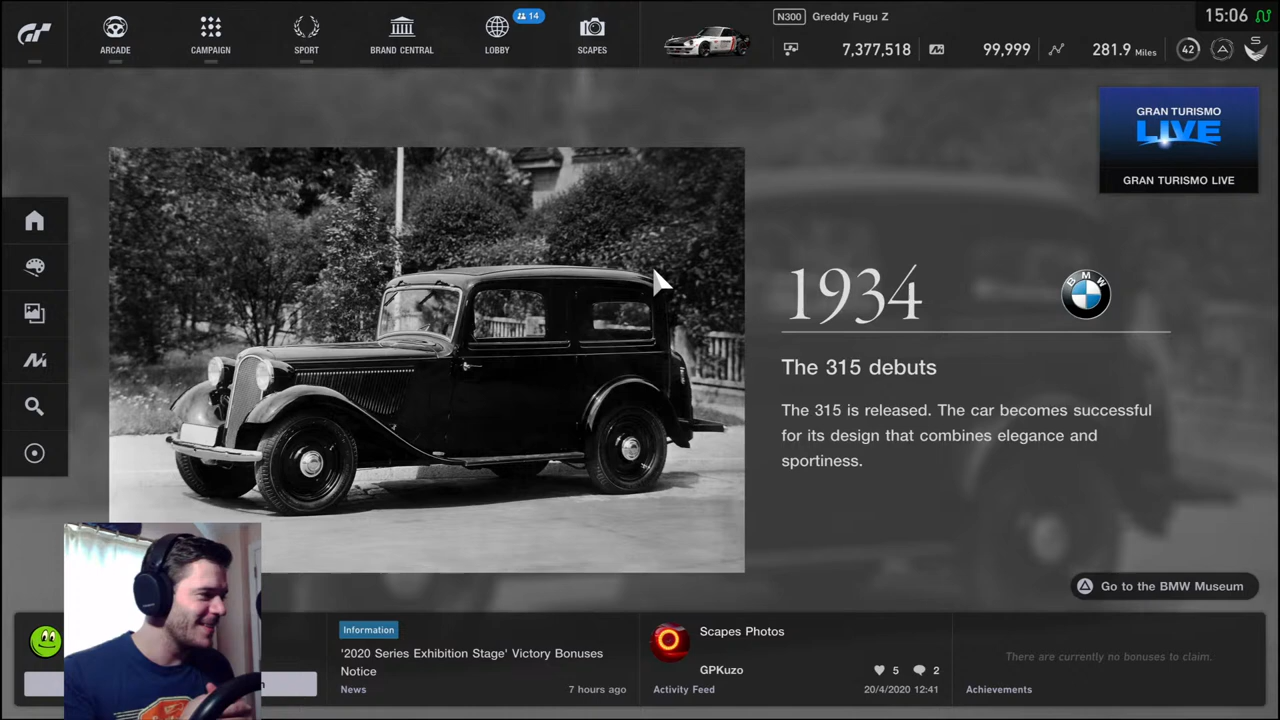 ARCADE
CAMPAIGN
SPORT
BRAND CENTRAL
LOBBY
14
SCAPES
N300 Greddy Fugu Z
7,377,518
99,999
281.9 Miles
42
S
15:06
GRAN TURISMO
LIVE
GRAN TURISMO LIVE
1934
BMW
The 315 debuts
The 315 is released. The car becomes successful
for its design that combines elegance and
sportiness.
Go to the BMW Museum
Information
'2020 Series Exhibition Stage' Victory Bonuses
Notice
News
7 hours ago
Scapes Photos
GPKuzo
5
2
Activity Feed
20/4/2020 12:41
There are currently no bonuses to claim.
Achievements